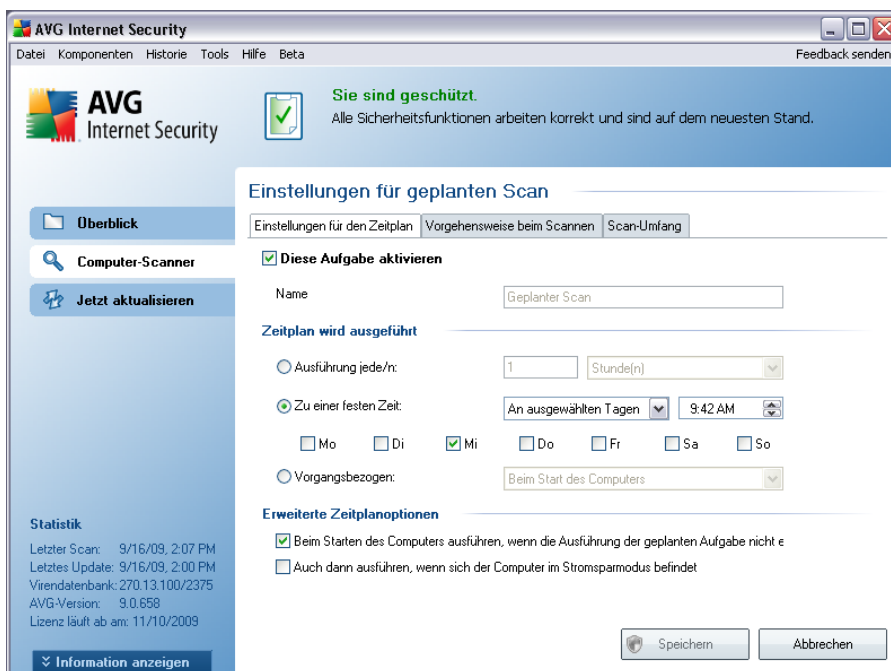 AVG Internet Security
Datei Komponenten Historie Tools Hilfe Beta Feedback senden
AVG
Internet Security
Sie sind geschützt.
Alle Sicherheitsfunktionen arbeiten korrekt und sind auf dem neuesten Stand.
Überblick
Computer-Scanner
Jetzt aktualisieren
Einstellungen für geplanten Scan
Einstellungen für den Zeitplan Vorgehensweise beim Scannen Scan-Umfang
Diese Aufgabe aktivieren
Name Geplanter Scan
Zeitplan wird ausgeführt
Ausführung jede/n: 1 Stunde(n)
Zu einer festen Zeit: An ausgewählten Tagen 9:42 AM
Mo Di Mi Do Fr Sa So
Vorgangsbezogen: Beim Start des Computers
Erweiterte Zeitplanoptionen
Beim Starten des Computers ausführen, wenn die Ausführung der geplanten Aufgabe nicht e
Auch dann ausführen, wenn sich der Computer im Stromsparmodus befindet
Statistik
Letzter Scan: 9/16/09, 2:07 PM
Letztes Update: 9/16/09, 2:00 PM
Virendatenbank: 270.13.100/2375
AVG-Version: 9.0.658
Lizenz läuft ab am: 11/10/2009
Information anzeigen
Speichern Abbrechen